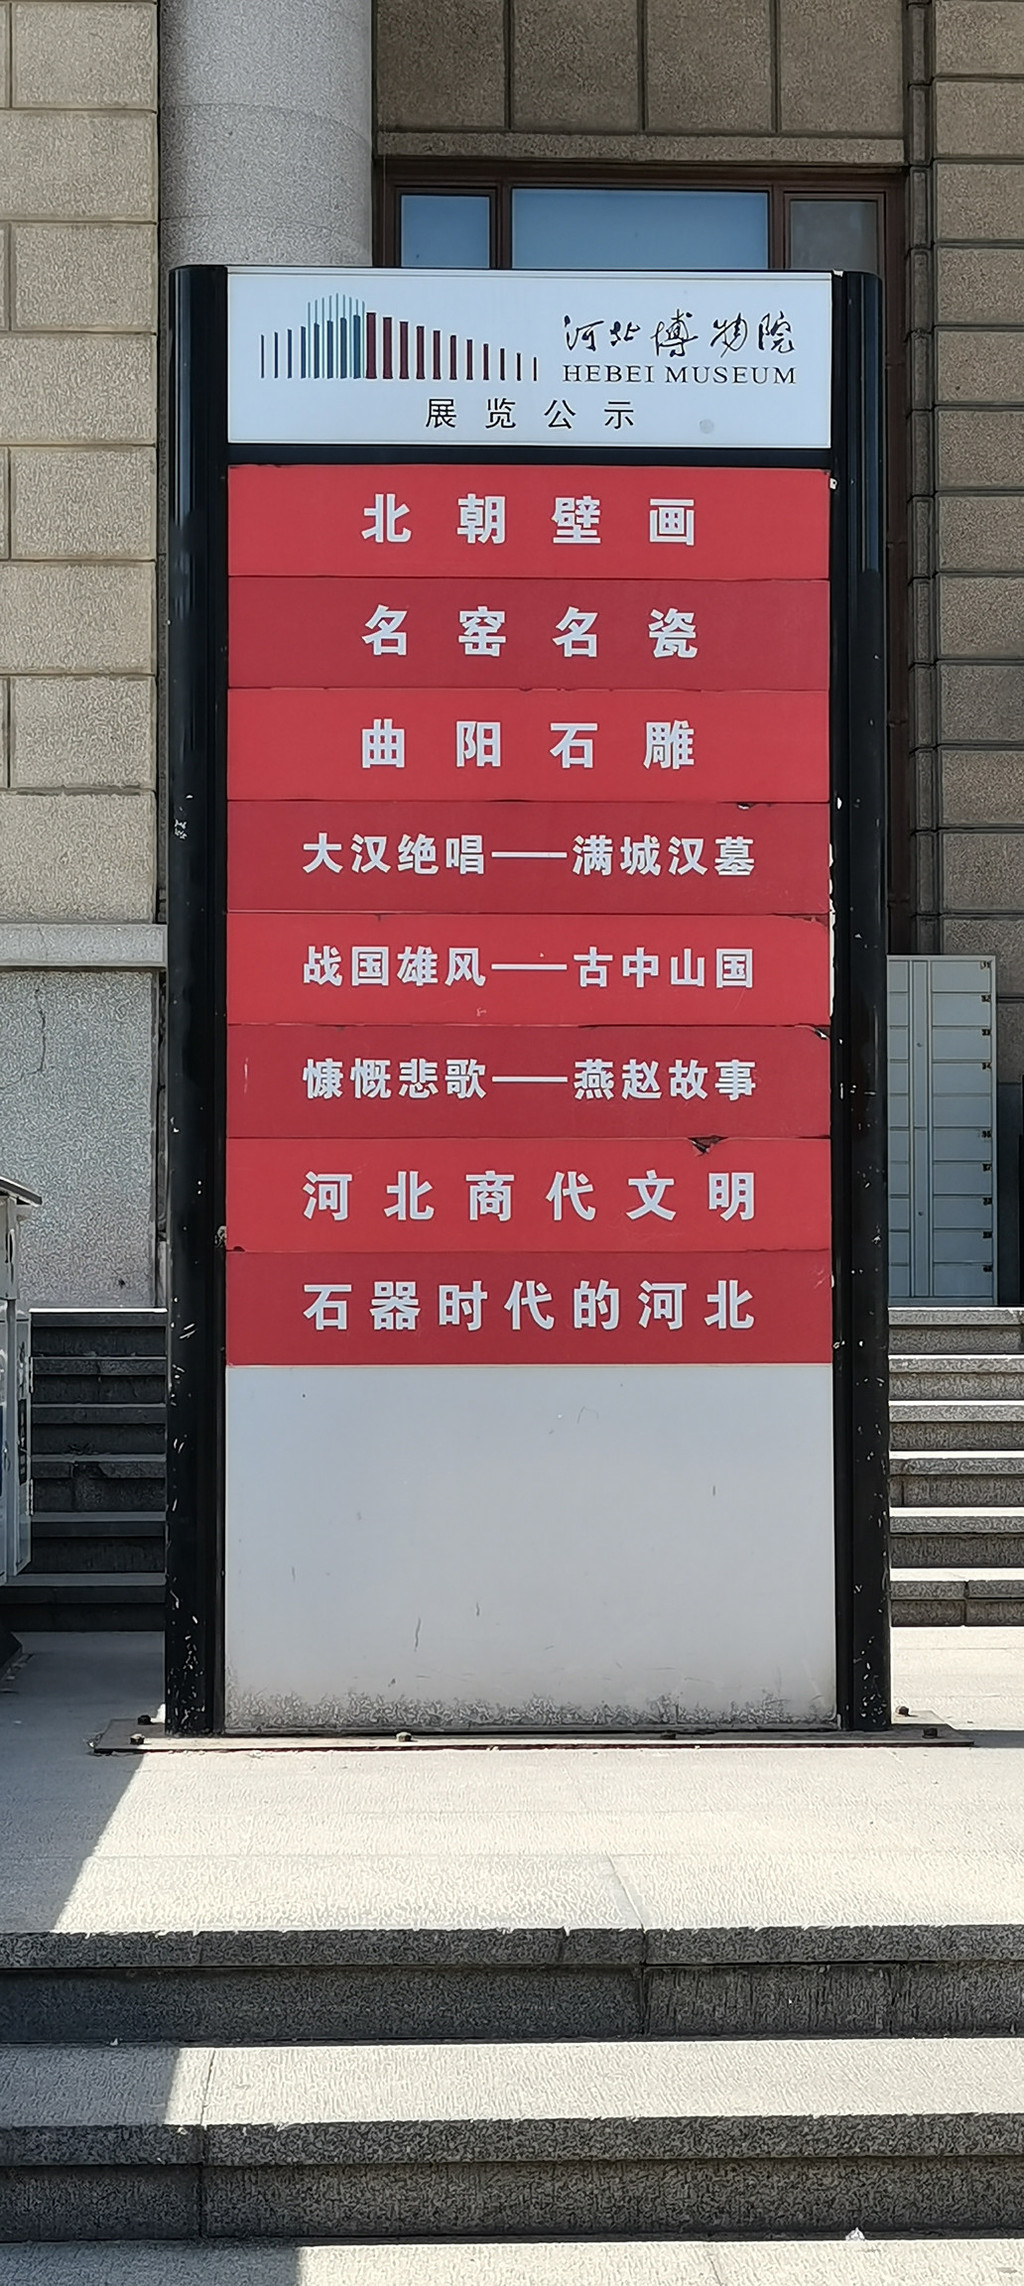 河北博物院
HEBEI MUSEUM
展览公示
北朝壁画
名窑名瓷
曲阳石雕
大汉绝唱——满城汉墓
战国雄风——古中山国
慷慨悲歌——燕赵故事
河北商代文明
石器时代的河北